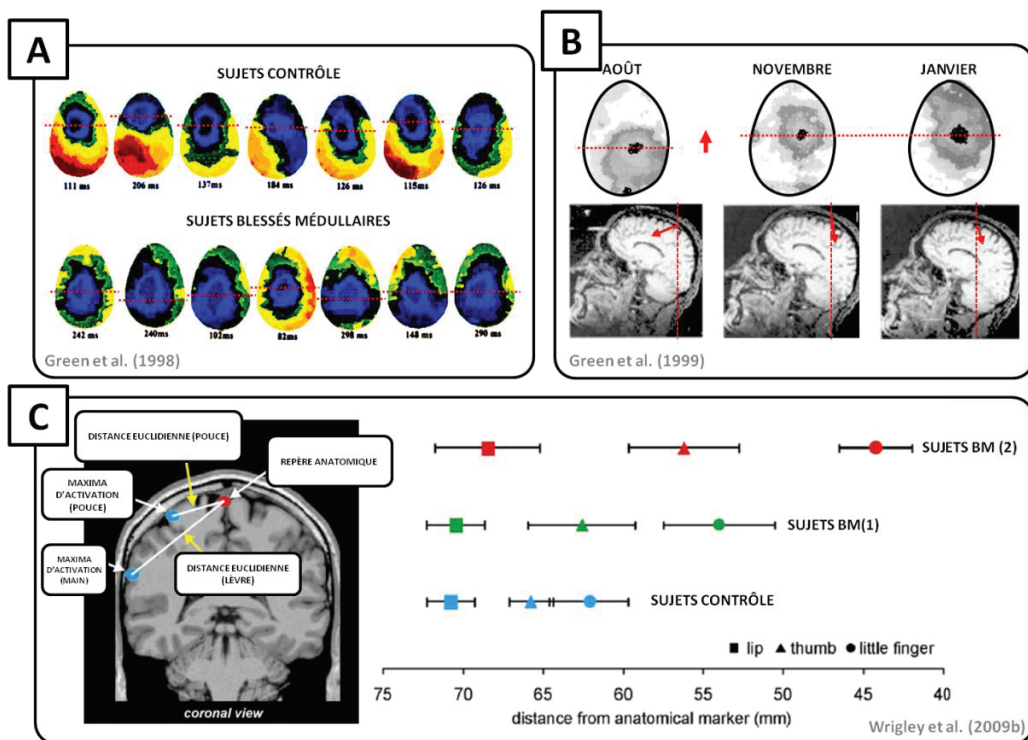 A
SUJETS CONTRÔLE
111 ms
206 ms
137 ms
184 ms
126 ms
115ms
126 ms
SUJETS BLESSÉS MÉDULLAIRES
242 ms
240ms
102ms
82ms
298 ms
148 ms
290 ms
Green et al. (1998)
B
AOÛT
NOVEMBRE
JANVIER
Green et al. (1999)
C
DISTANCE EUCLIDIENNE (POUCE)
REPÈRE ANATOMIQUE
MAXIMA
D'ACTIVATION
(POUCE)
MAXIMA
D'ACTIVATION
(MAIN)
DISTANCE EUCLIDIENNE
(LÈVRE)
coronal view
SUJETS BM (2)
SUJETS BM(1)
SUJETS CONTRÔLE
lip thumb little finger
75 70 65 60 55 50 45 40
distance from anatomical marker (mm)
Wrigley et al. (2009b)